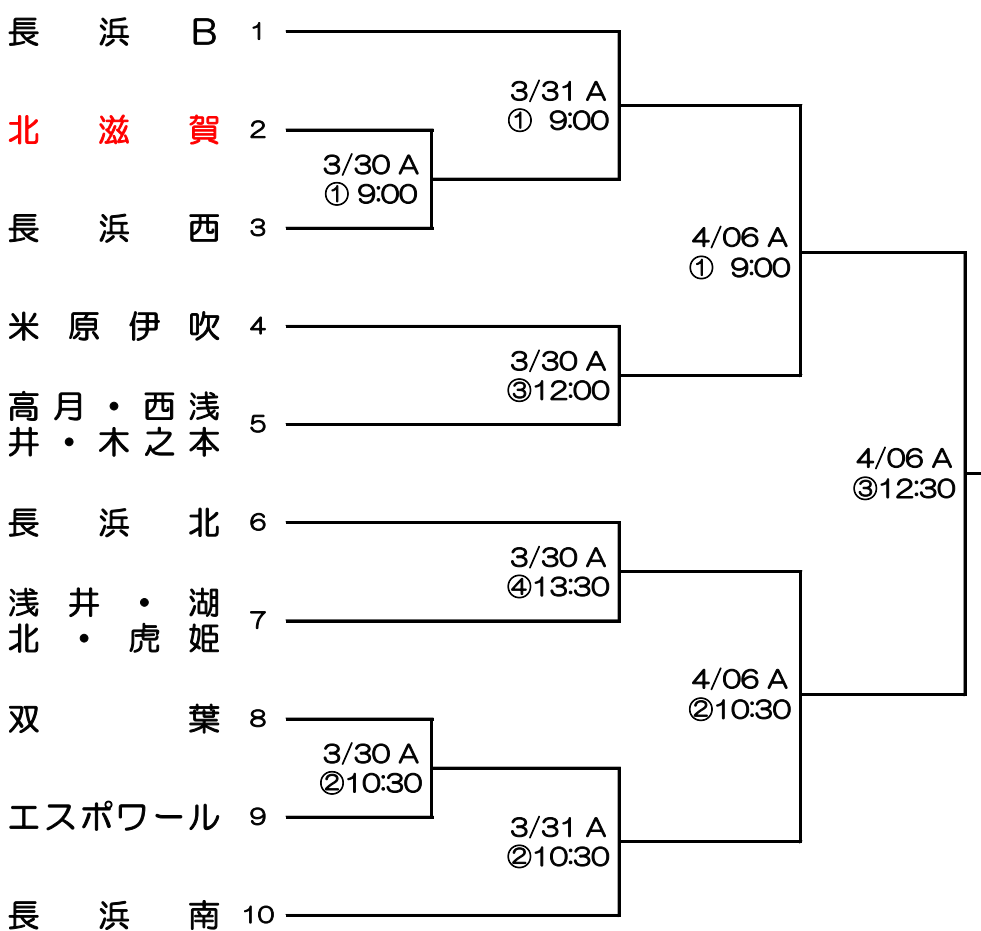 長浜B 1
3/31 A
① 9:00
北滋賀 2
3/30 A
① 9:00
長浜西 3
4/06 A
① 9:00
米原伊吹 4
3/30 A
③12:00
高月・西浅
井・木之本 5
4/06 A
③12:30
長浜北 6
3/30 A
④13:30
浅井・湖
北・虎姫 7
4/06 A
②10:30
双葉 8
3/30 A
②10:30
エスポワール 9
3/31 A
②10:30
長浜南 10